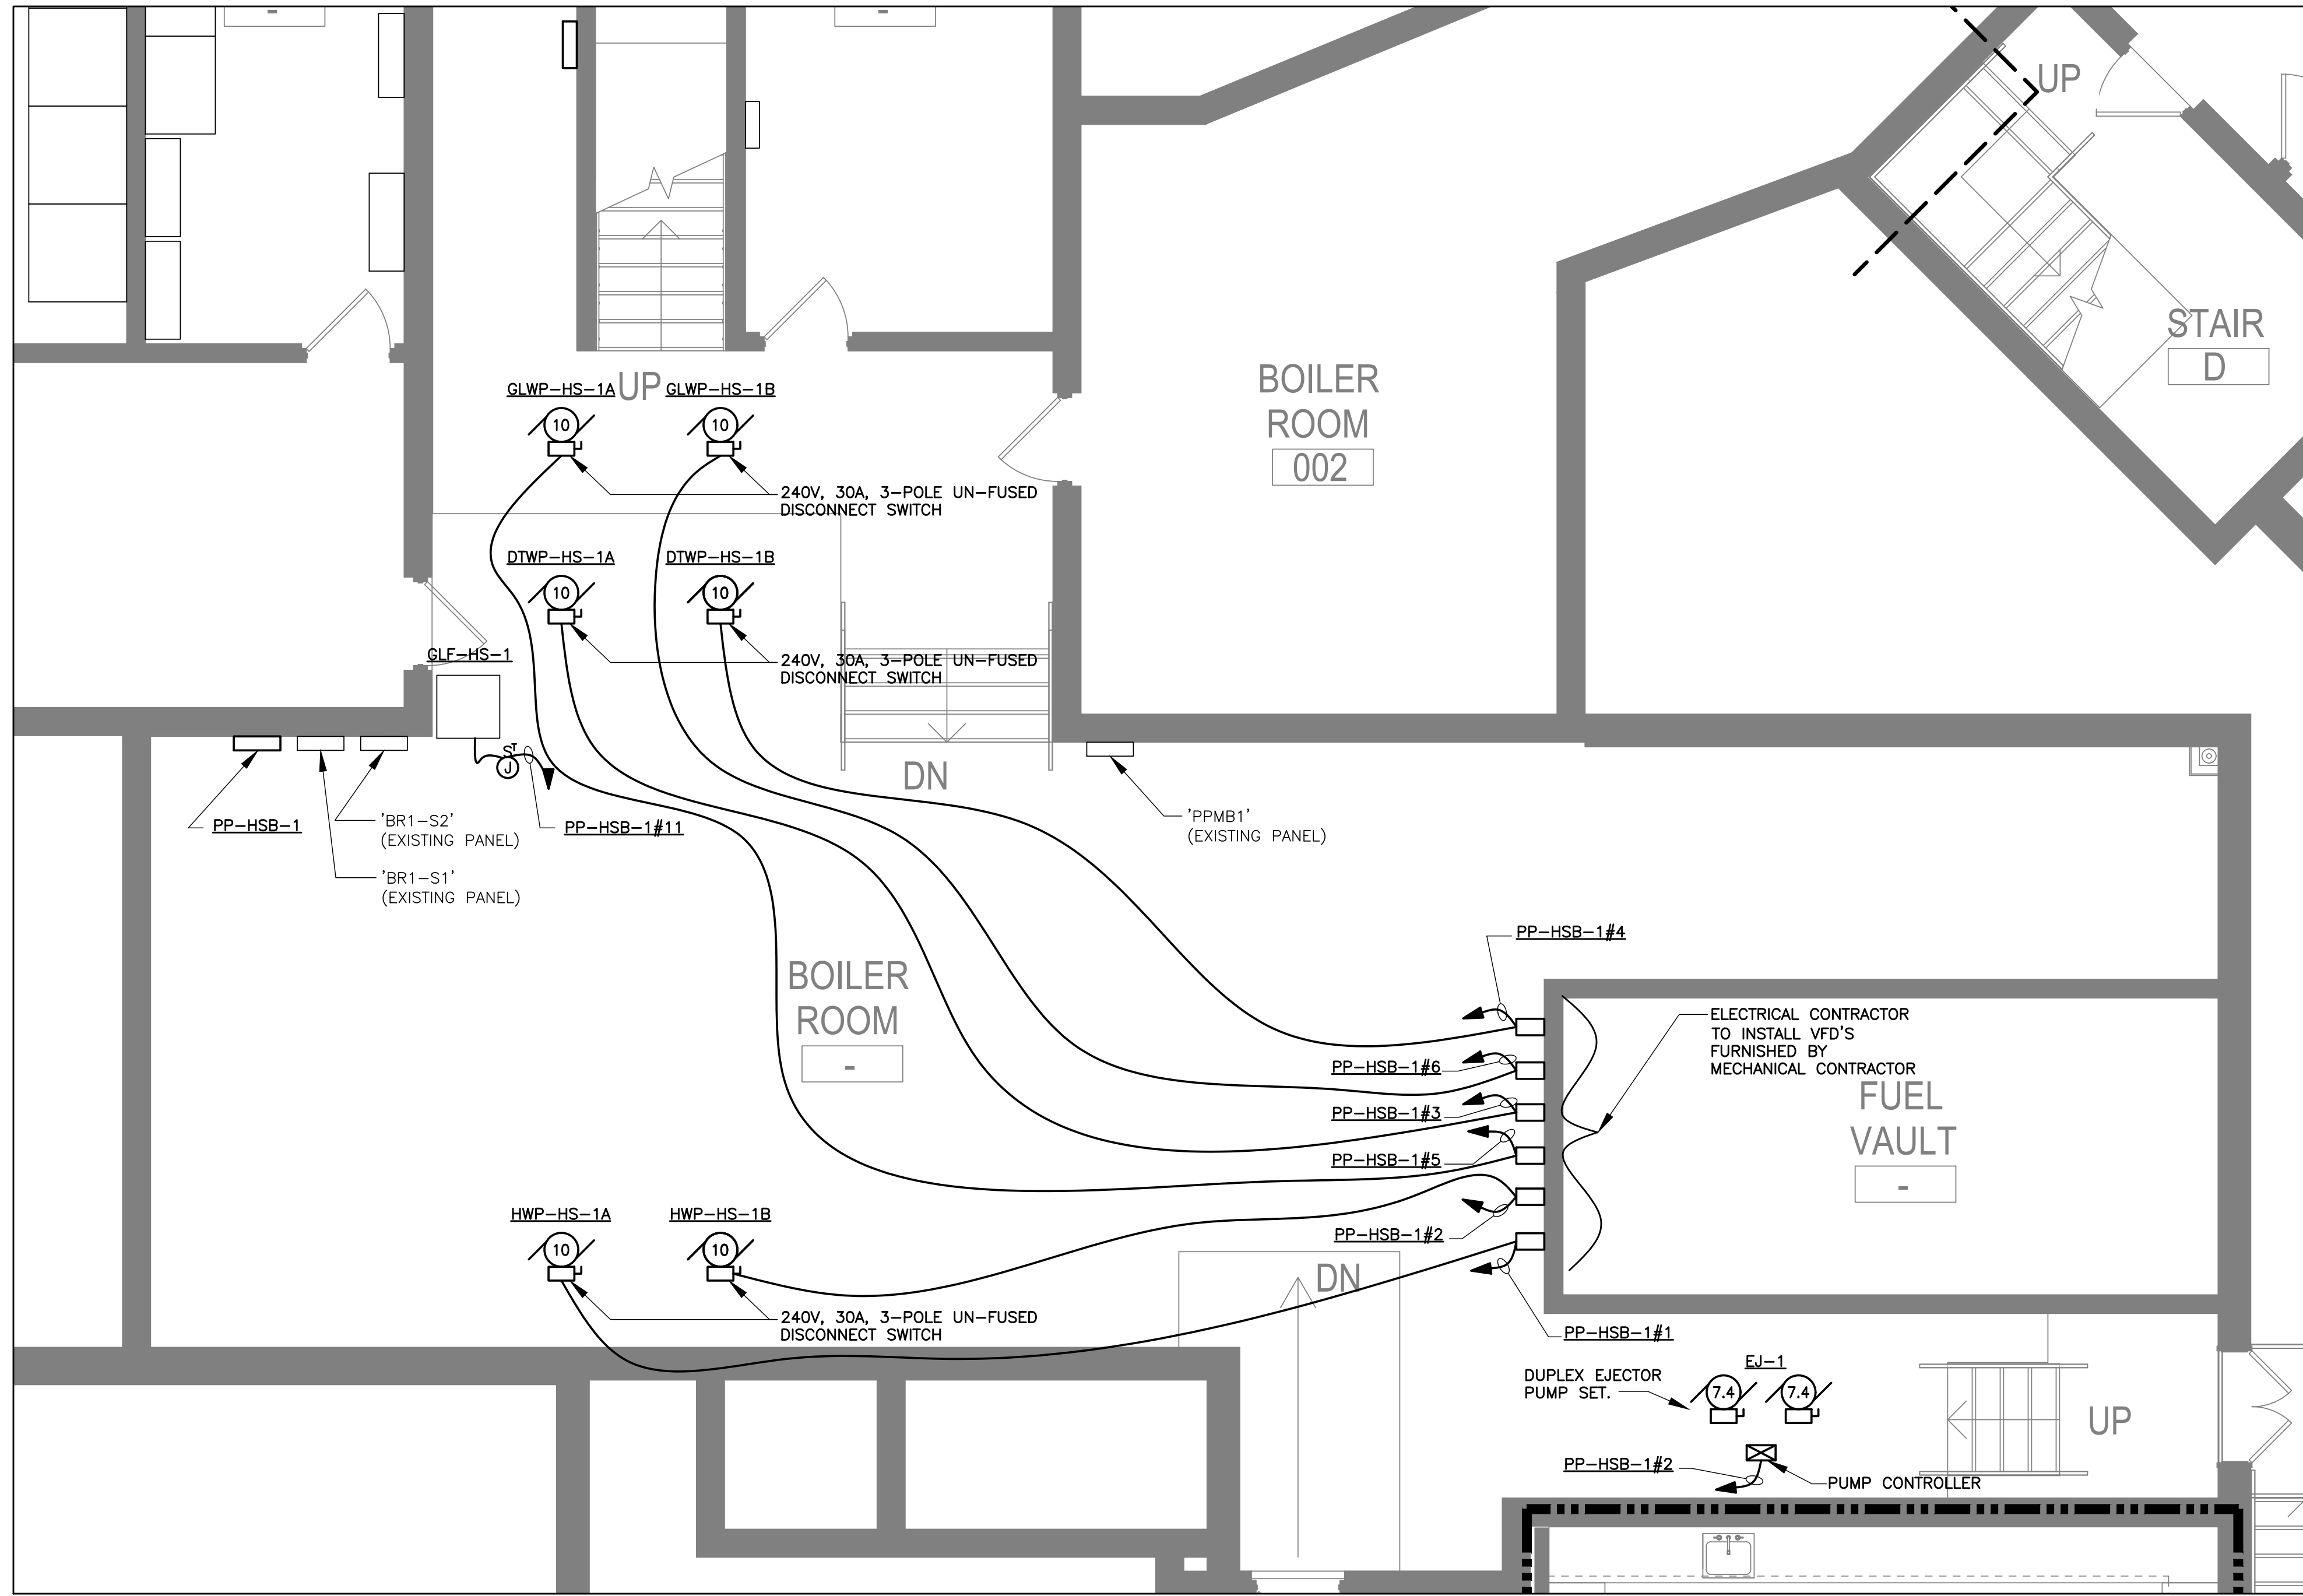 -
-
UP
STAIR
D
BOILER
ROOM
002
GLWP-HS-1A
UP
GLWP-HS-1B
10
10
240V, 30A, 3-POLE UN-FUSED
DISCONNECT SWITCH
DTWP-HS-1A
DTWP-HS-1B
10
10
240V, 30A, 3-POLE UN-FUSED
DISCONNECT SWITCH
GLF-HS-1
S T
J
DN
PP-HSB-1
'BR1-S2'
(EXISTING PANEL)
'BR1-S1'
(EXISTING PANEL)
PP-HSB-1#11
'PPMB1'
(EXISTING PANEL)
BOILER
ROOM
-
PP-HSB-1#4
PP-HSB-1#6
PP-HSB-1#3
PP-HSB-1#5
PP-HSB-1#2
PP-HSB-1#1
ELECTRICAL CONTRACTOR
TO INSTALL VFD'S
FURNISHED BY
MECHANICAL CONTRACTOR
FUEL
VAULT
-
HWP-HS-1A
HWP-HS-1B
10
10
240V, 30A, 3-POLE UN-FUSED
DISCONNECT SWITCH
DN
DUPLEX EJECTOR
PUMP SET.
EJ-1
7.4
7.4
UP
PP-HSB-1#2
PUMP CONTROLLER